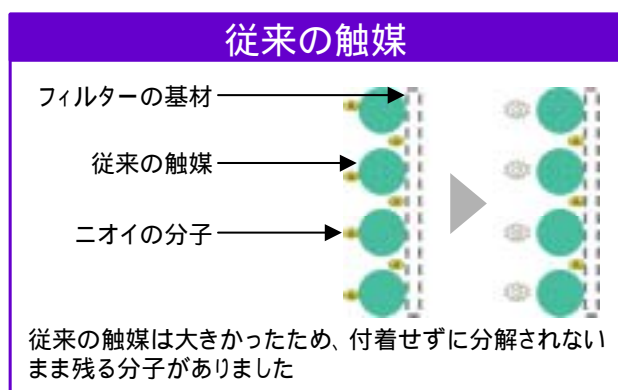 従来の触媒
フィルターの基材
従来の触媒
ニオイの分子
従来の触媒は大きかったため、付着せずに分解されない
まま残る分子がありました